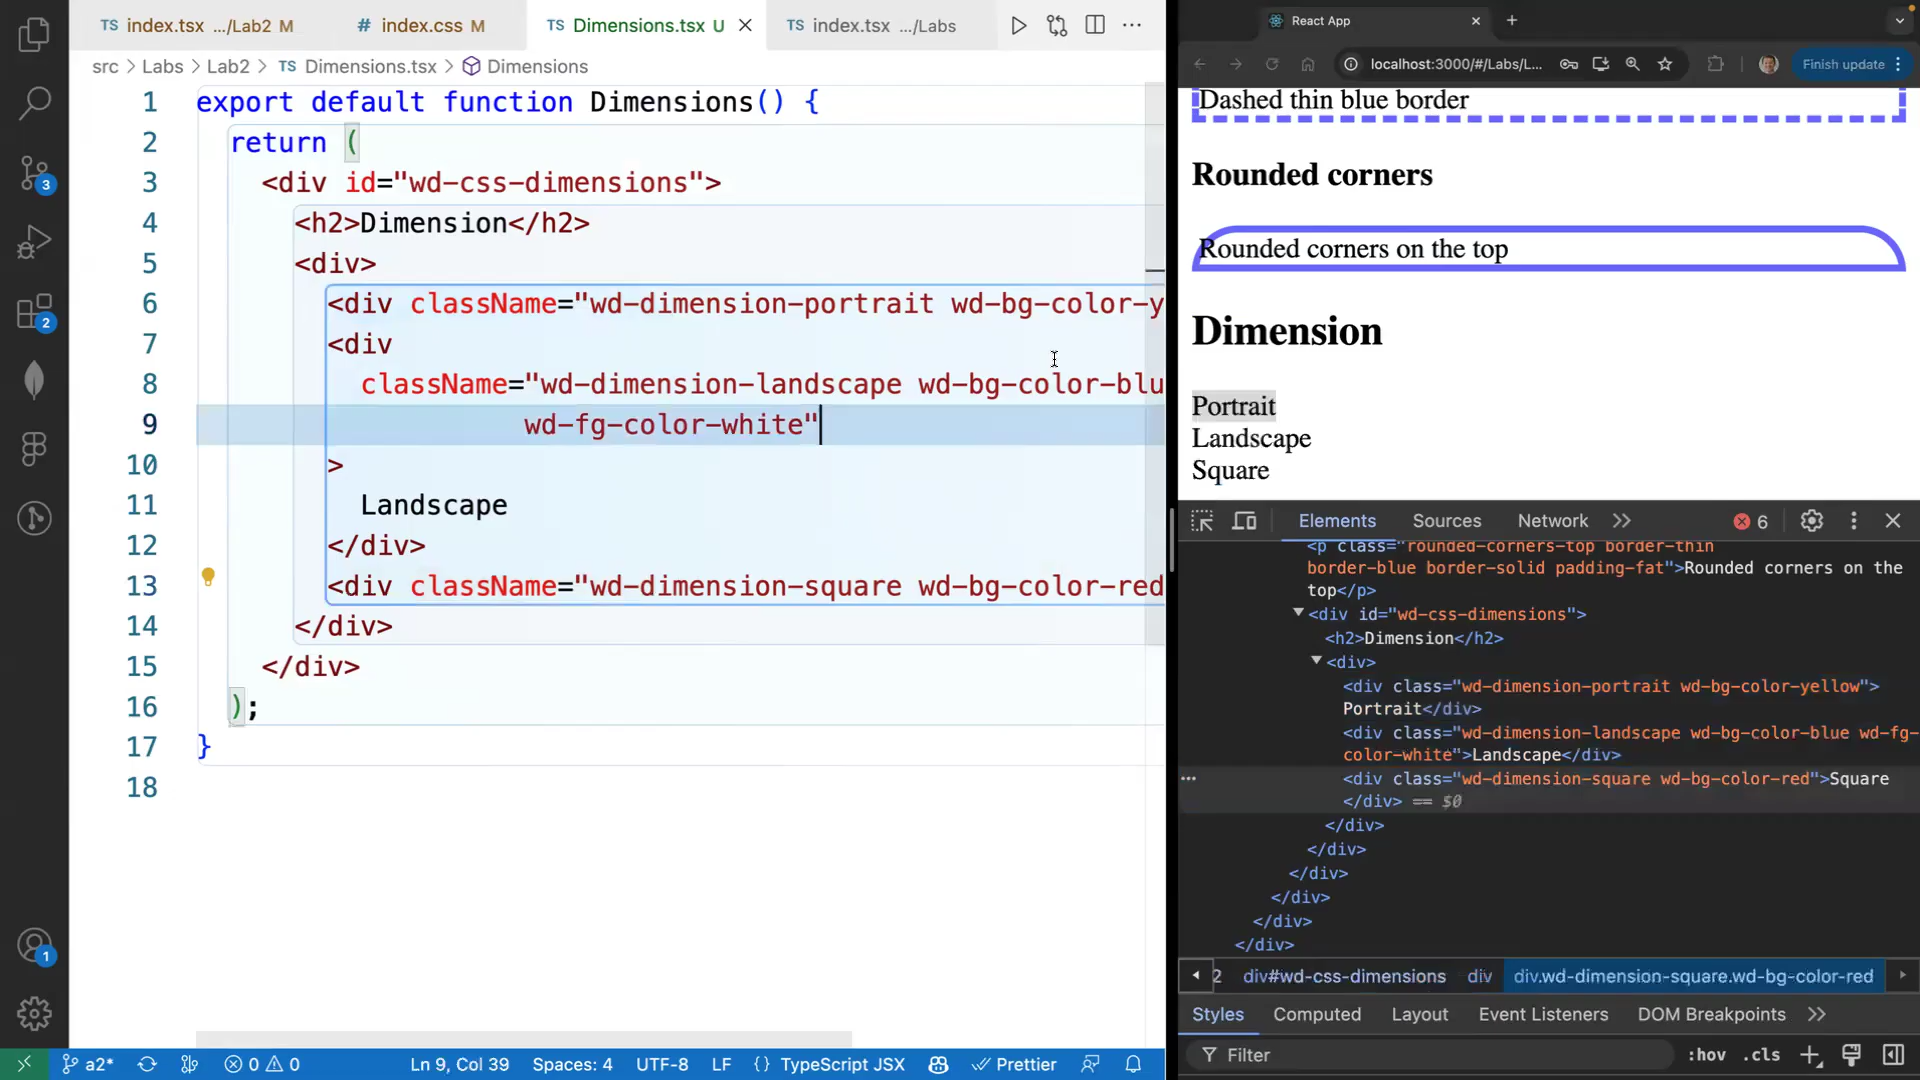 TS index.tsx .../Lab2 M
# index.css M
TS Dimensions.tsx U
TS index.tsx .../Labs
src > Labs > Lab2 > TS Dimensions.tsx > Dimensions
1 export default function Dimensions() {
2 return (
3 <div id="wd-css-dimensions">
4 <h2>Dimension</h2>
5 <div>
6 <div className="wd-dimension-portrait wd-bg-color-y
7 <div
8 className="wd-dimension-landscape wd-bg-color-blu
9 wd-fg-color-white"
10 >
11 Landscape
12 </div>
13 <div className="wd-dimension-square wd-bg-color-red
14 </div>
15 </div>
16 );
17 }
18
3
2
1
a2*
0 0
Ln 9, Col 39
Spaces: 4
UTF-8
LF
{} TypeScript JSX
Prettier
React App
localhost:3000/#/Labs/L...
Finish update
Dashed thin blue border
Rounded corners
Rounded corners on the top
Dimension
Portrait
Landscape
Square
Elements Sources Network
6
<p class="rounded-corners-top border-thin
border-blue border-solid padding-fat">Rounded corners on the
top</p>
<div id="wd-css-dimensions">
<h2>Dimension</h2>
<div>
<div class="wd-dimension-portrait wd-bg-color-yellow">
Portrait</div>
<div class="wd-dimension-landscape wd-bg-color-blue wd-fg-
color-white">Landscape</div>
<div class="wd-dimension-square wd-bg-color-red">Square
</div> == $0
</div>
</div>
</div>
</div>
</div>
</div>
2 div#wd-css-dimensions div div.wd-dimension-square.wd-bg-color-red
Styles Computed Layout Event Listeners DOM Breakpoints
Filter
:hov .cls